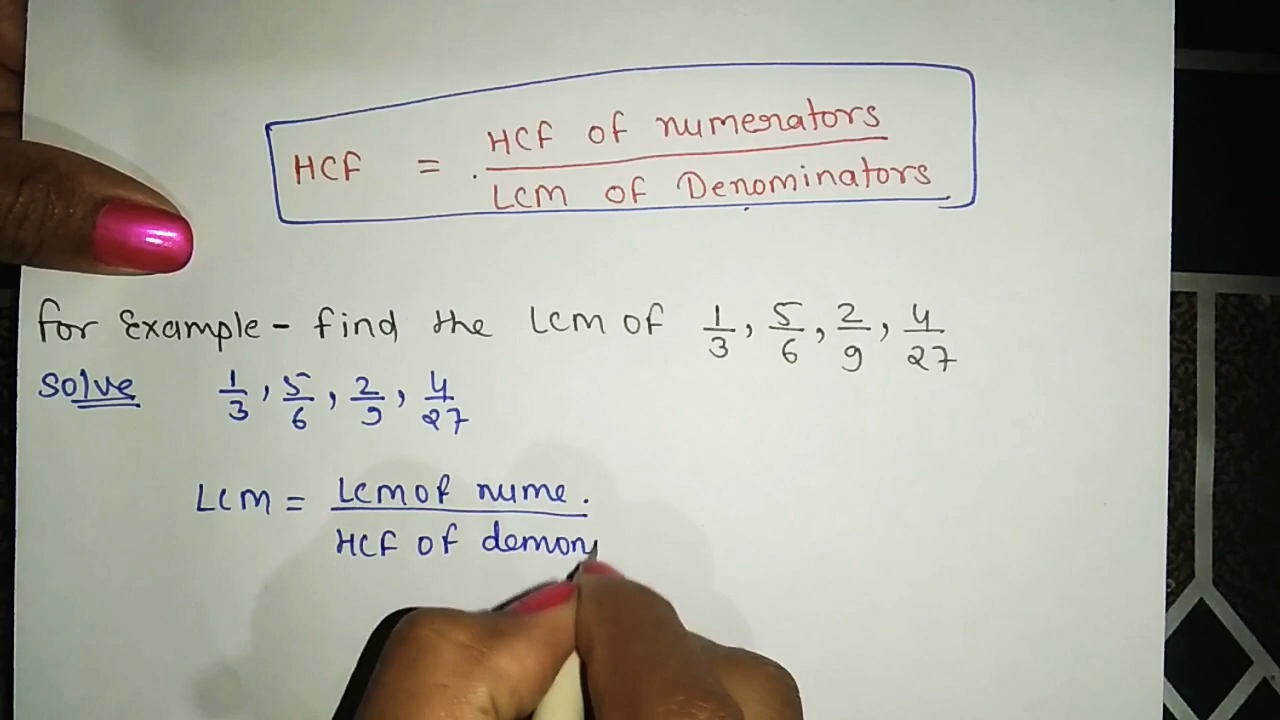 HCF = HCF of numerators
LCM of Denominators
For Example - find the LCM of 1/3, 5/6, 2/9, 4/27
Solve 1/3, 5/6, 2/9, 4/27
LCM = LCM of nume.
HCF of demon